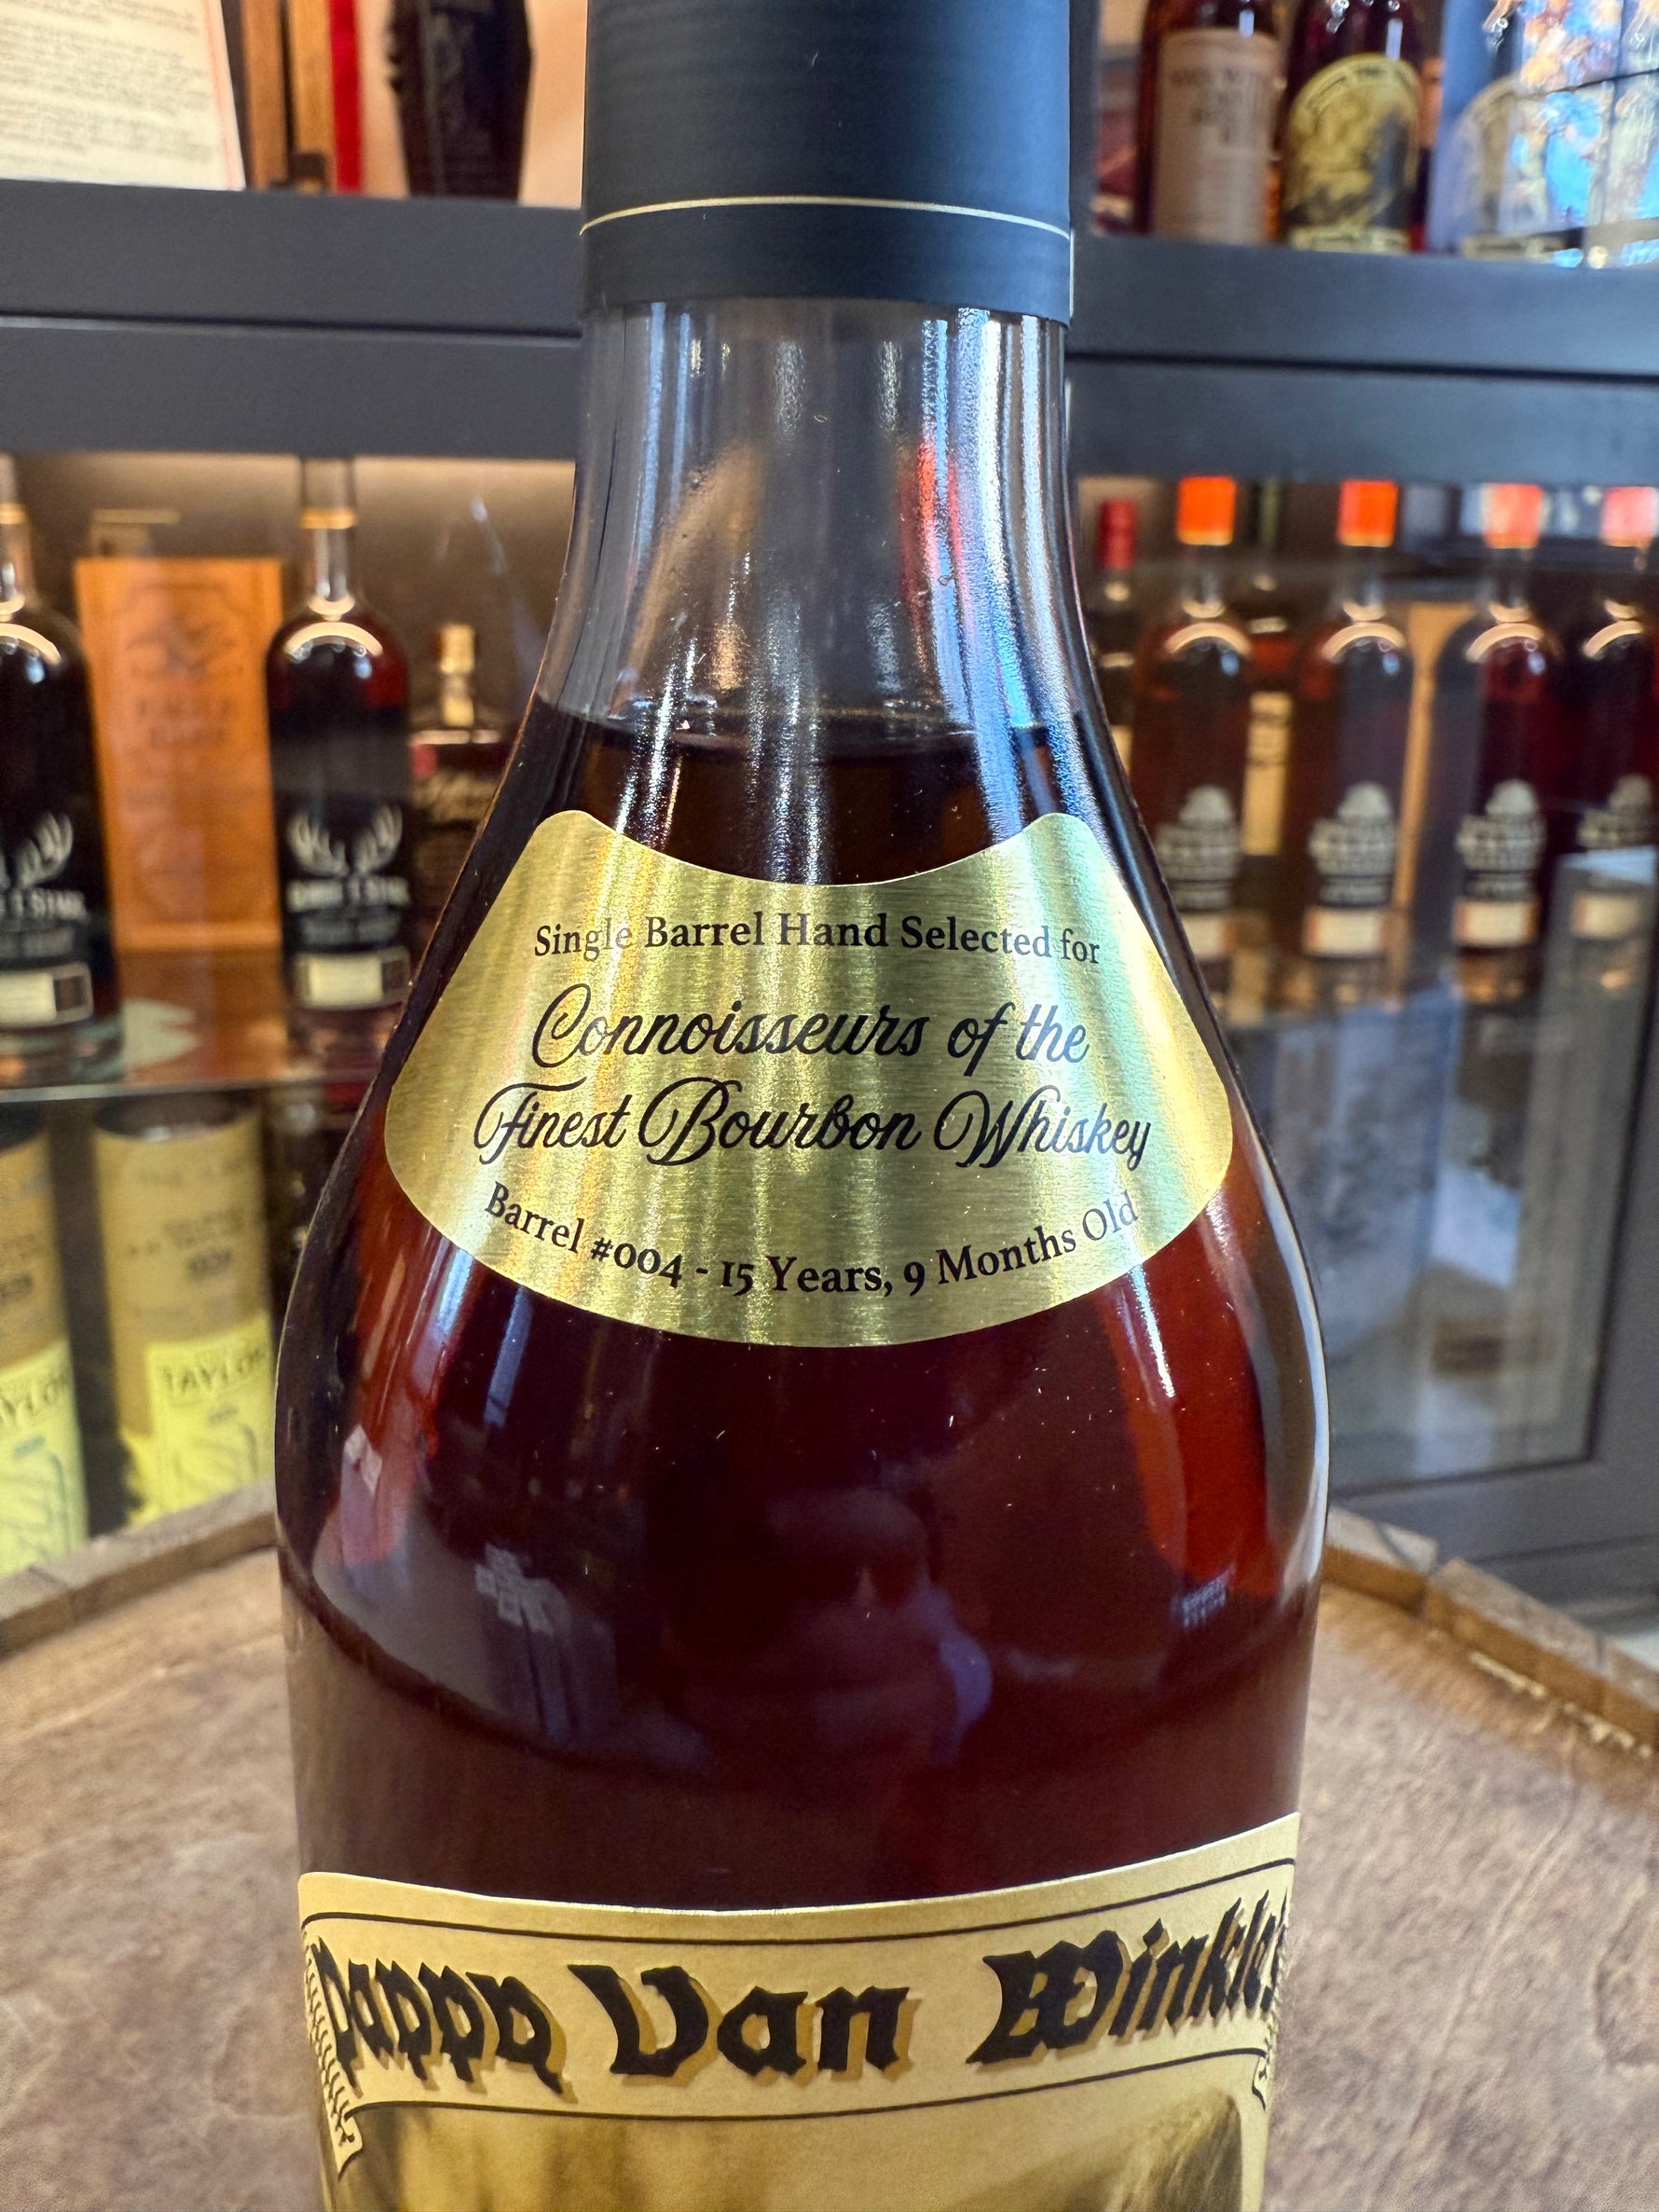 Single Barrel Hand Selected for
Connoisseurs of the
Finest Bourbon Whiskey
Barrel #004 - 15 Years, 9 Months Old
Pappy Van Winkle's
TAYLOR